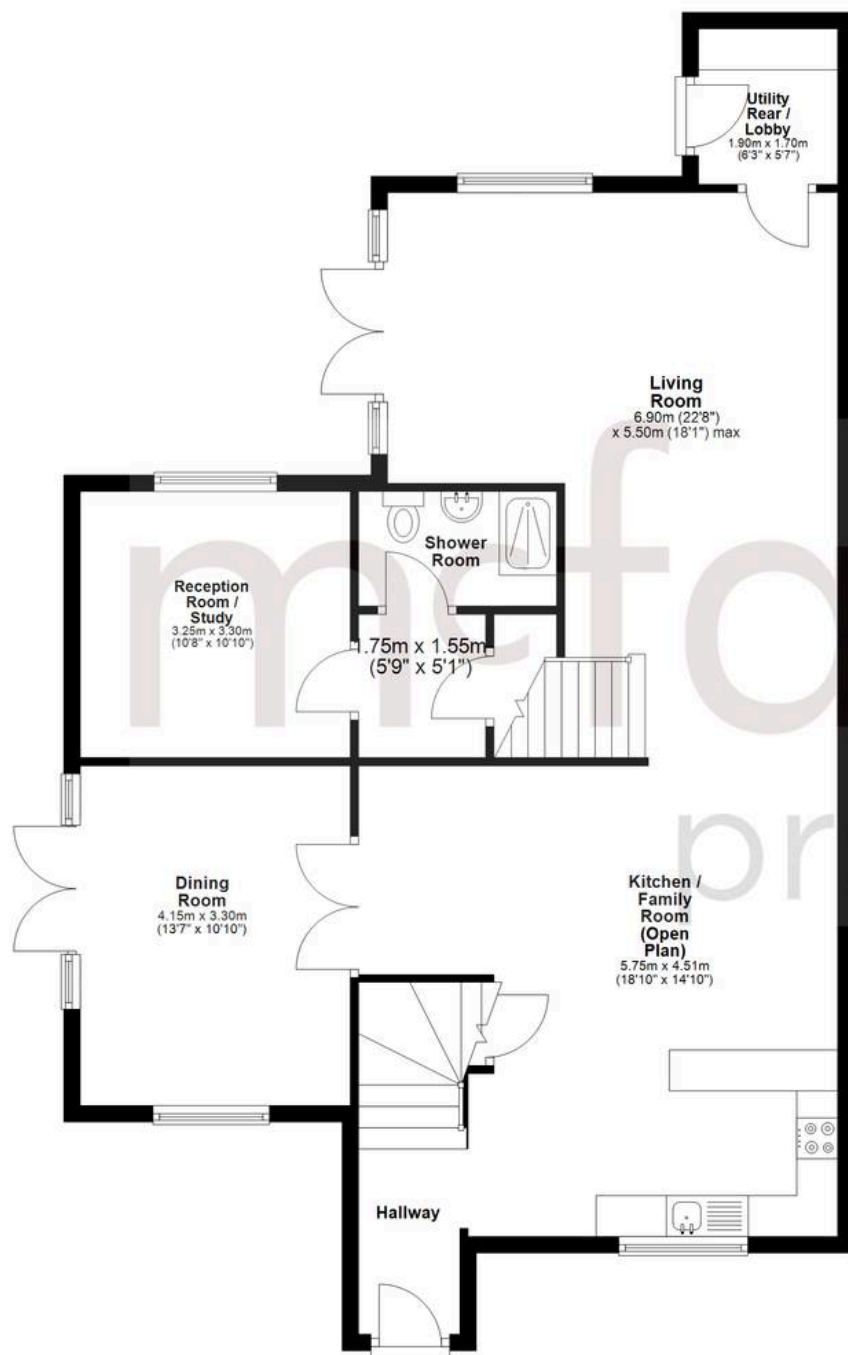 Utility
Rear /
Lobby
1.90m x 1.70m
(6'3" x 5'7")
Living
Room
6.90m (22'8")
x 5.50m (18'1") max
Shower
Room
Reception
Room /
Study
3.25m x 3.30m
(10'8" x 10'10")
.75m x 1.55m
(5'9" x 5'1")
Dining
Room
4.15m x 3.30m
(13'7" x 10'10")
Kitchen /
Family
Room
(Open
Plan)
5.75m x 4.51m
(18'10" x 14'10")
Hallway
mcfo
pr